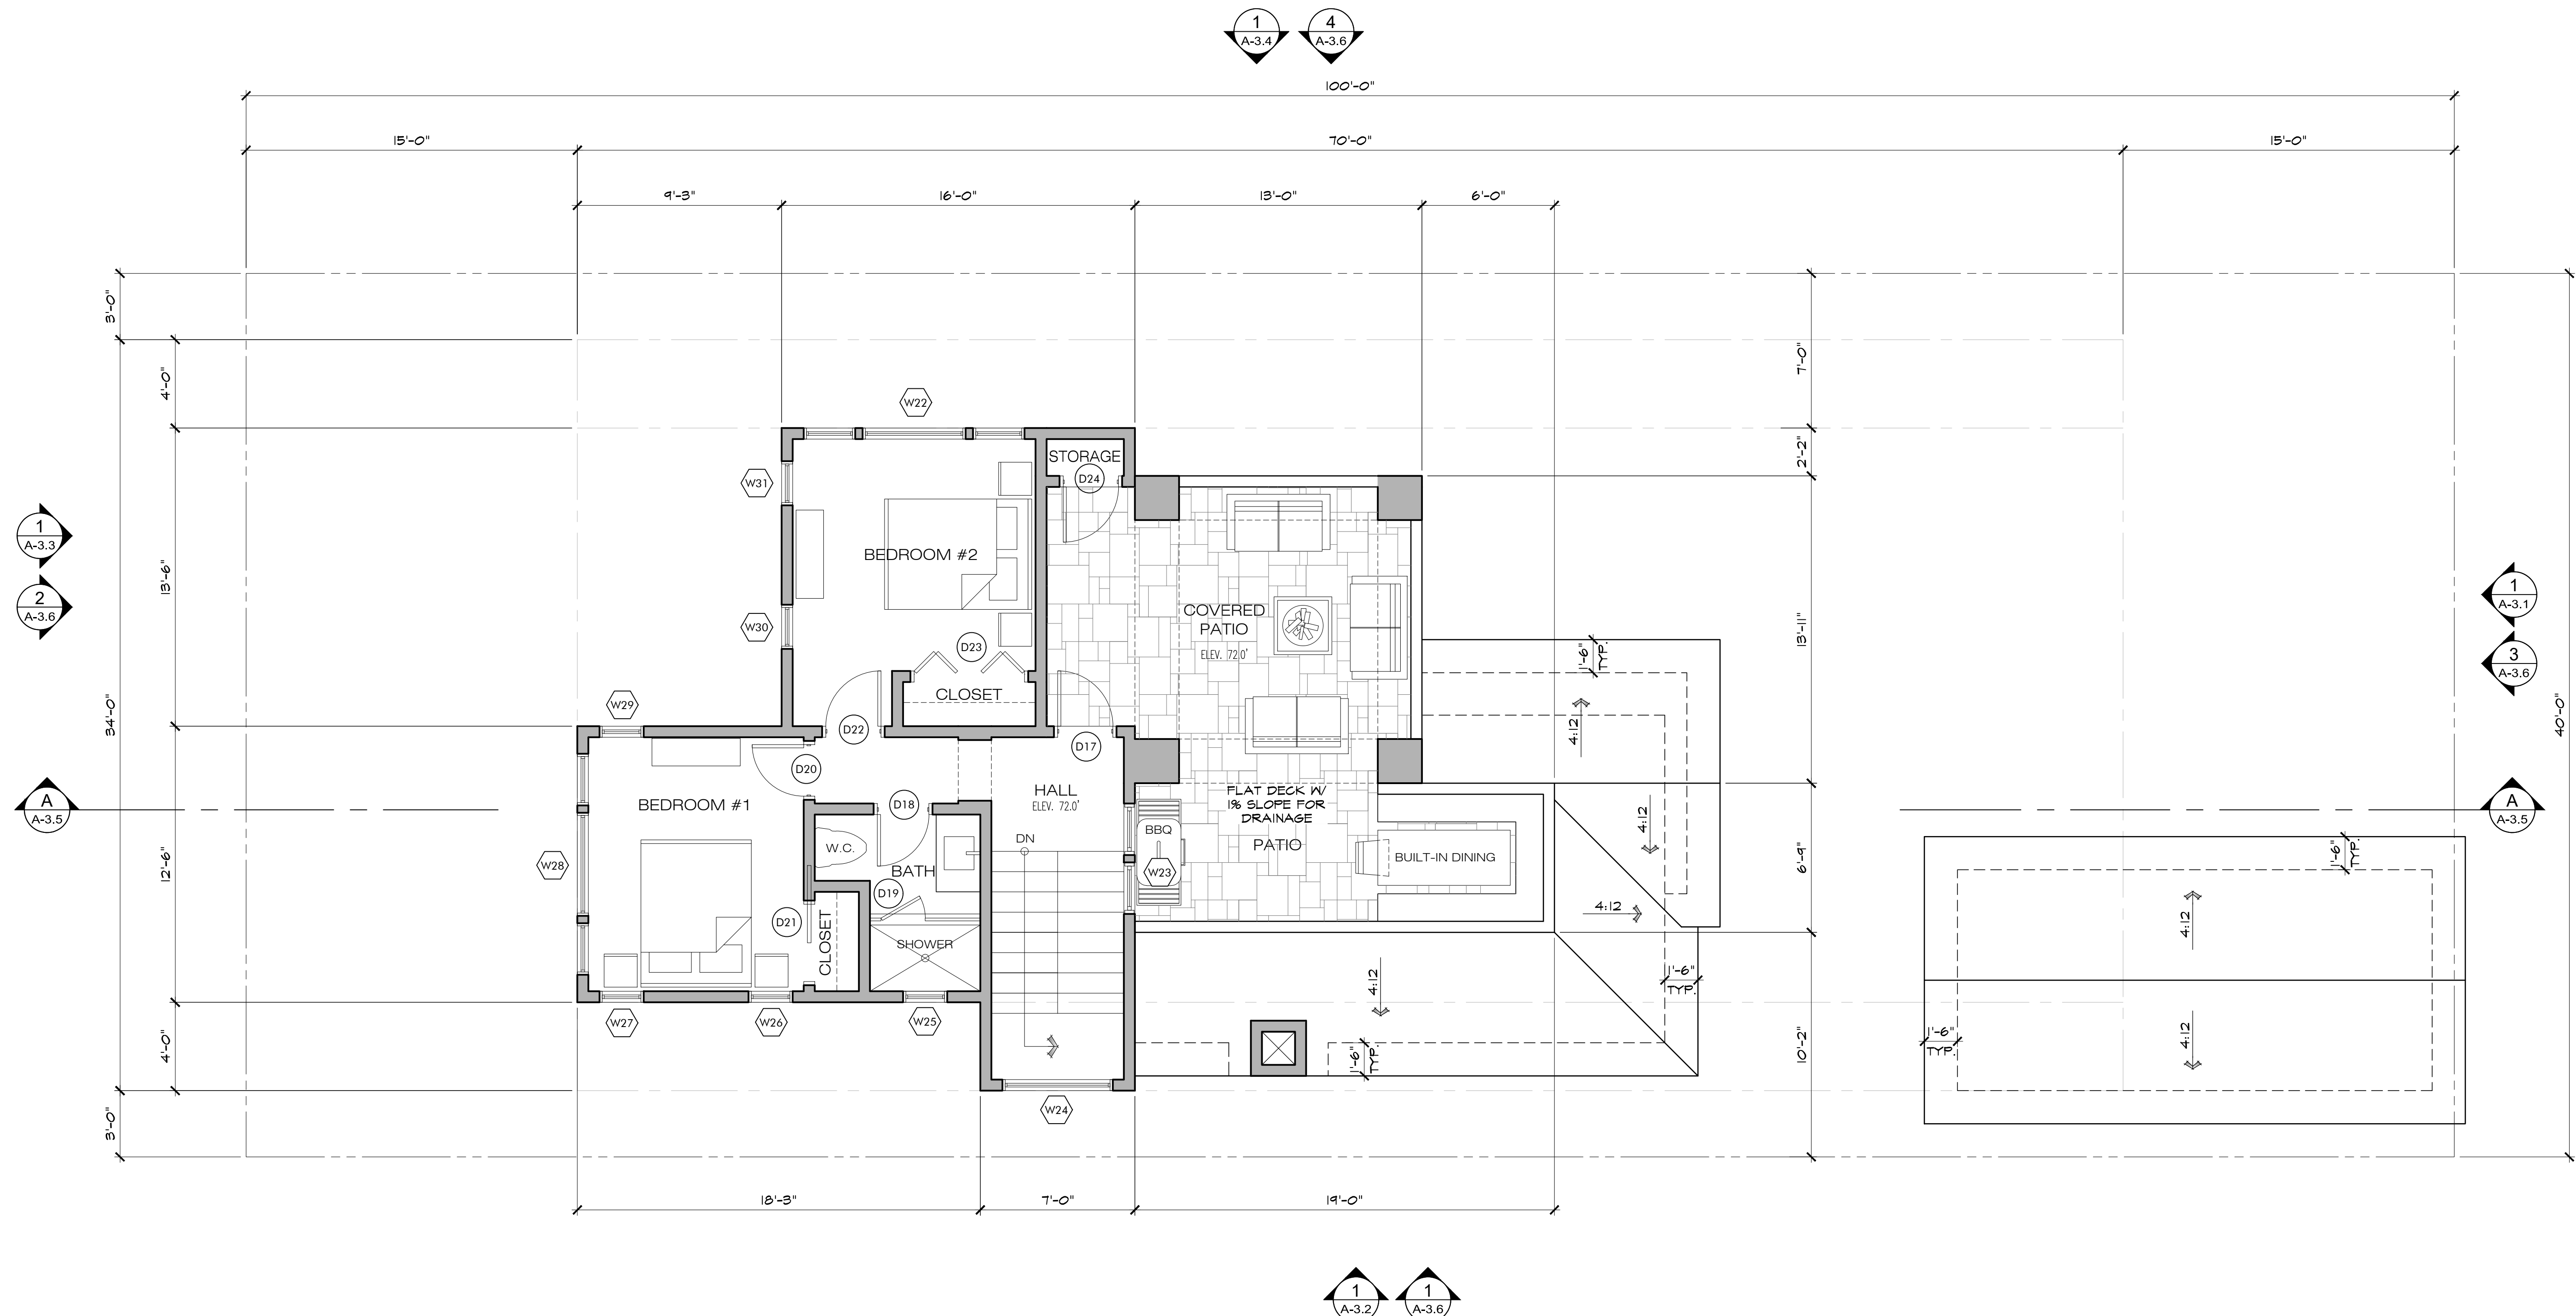 1
A-3.4
4
A-3.6
100'-0"
15'-0"
70'-0"
15'-0"
9'-3"
16'-0"
13'-0"
6'-0"
3'-0"
4'-0"
7'-0"
W22
2'-2"
STORAGE
D24
W31
1
A-3.3
2
A-3.6
13'-6"
BEDROOM #2
COVERED
PATIO
ELEV. 72.0'
W30
D23
CLOSET
13'-11"
1
A-3.1
3
A-3.6
1'-6"
TYP.
4:12
34'-0"
40'-0"
W29
D22
D17
D20
HALL
ELEV. 72.0'
BEDROOM #1
D18
FLAT DECK W/
1% SLOPE FOR
DRAINAGE
A
A-3.5
A
A-3.5
4:12
DN
BBQ
W.C.
PATIO
BUILT-IN DINING
W28
BATH
W23
12'-6"
6'-9"
1'-6"
TYP.
D19
D21
CLOSET
4:12
4:12
SHOWER
4:12
1'-6"
TYP.
W27
W26
W25
4'-0"
1'-6"
TYP.
10'-2"
1'-6"
TYP.
4:12
W24
3'-0"
18'-3"
7'-0"
19'-0"
1
A-3.2
1
A-3.6